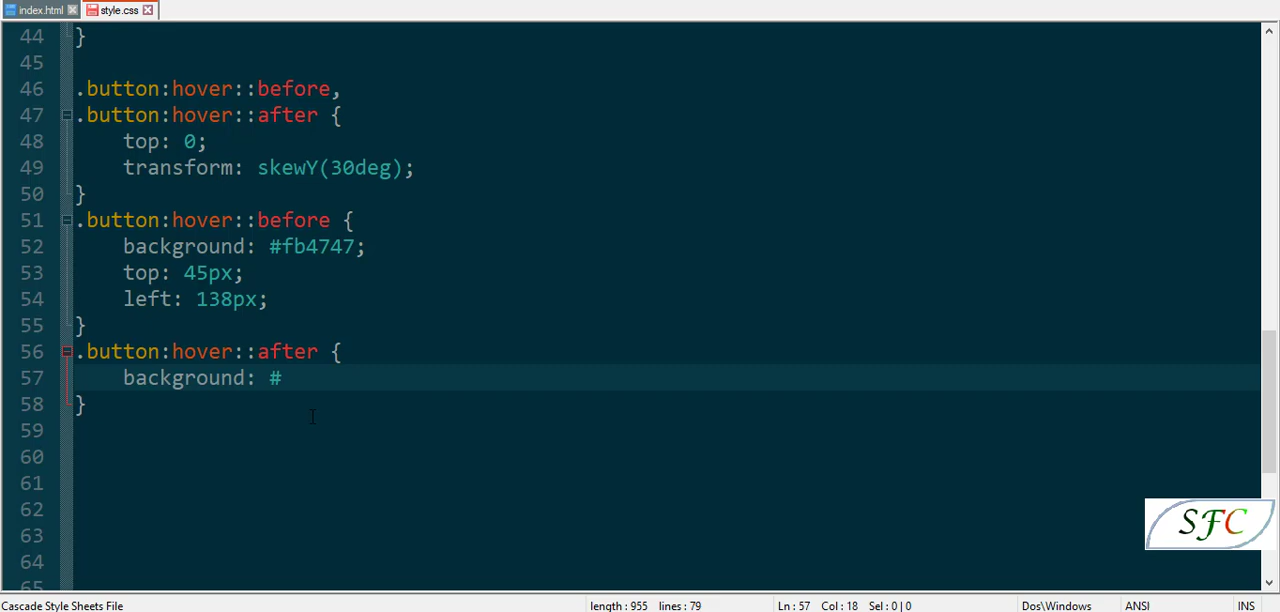 index.html style.css
44 }
45
46 .button:hover::before,
47 .button:hover::after {
48 top: 0;
49 transform: skewY(30deg);
50 }
51 .button:hover::before {
52 background: #fb4747;
53 top: 45px;
54 left: 138px;
55 }
56 .button:hover::after {
57 background: #
58 }
59
60
61
62
63
64
65
SFC
Cascade Style Sheets File length : 955 lines : 79 Ln : 57 Col : 18 Sel : 0 | 0 Dos\Windows ANSI INS